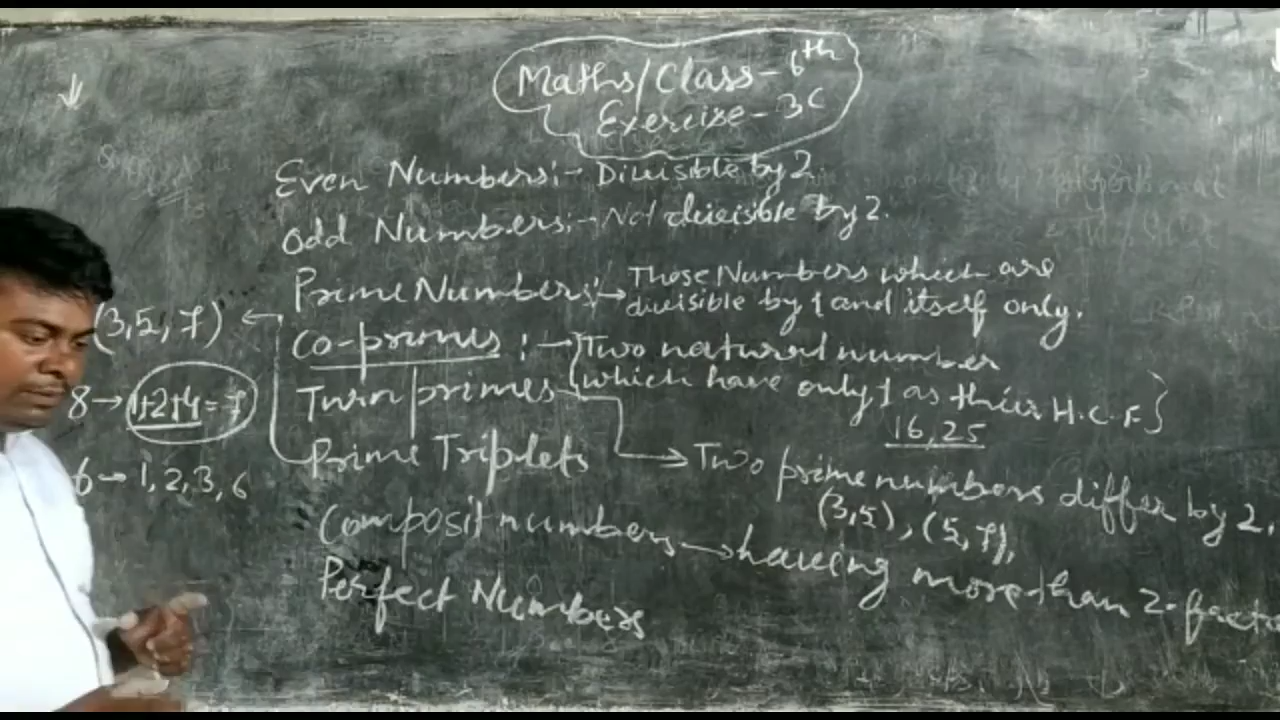 Maths/Class-6th
Exercise-3C
Even Numbers:- Divisible by 2
Odd Numbers:- Not divisible by 2.
Prime Numbers:→ Those Numbers which are
divisible by 1 and itself only.
(3,5,7)
Co-primes :→ Two natural number
which have only 1 as their H.C.F}
16,25
8→ 1+2+4=7
Twin primes → Two prime numbers differ by 2.
(3,5), (5,7),
Prime Triplets
6→ 1,2,3,6
Composit numbers → having more than 2 facto
Perfect Numbers